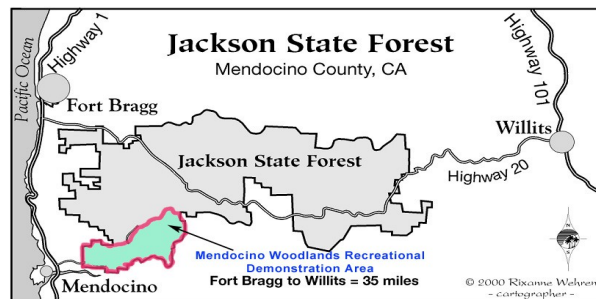 Jackson State Forest
Mendocino County, CA
Pacific Ocean
Highway 1
Highway 101
Fort Bragg
Willits
Jackson State Forest
Highway 20
Mendocino Woodlands Recreational
Demonstration Area
Fort Bragg to Willits = 35 miles
Mendocino
© 2000 Rixanne Wehren
- cartographer -